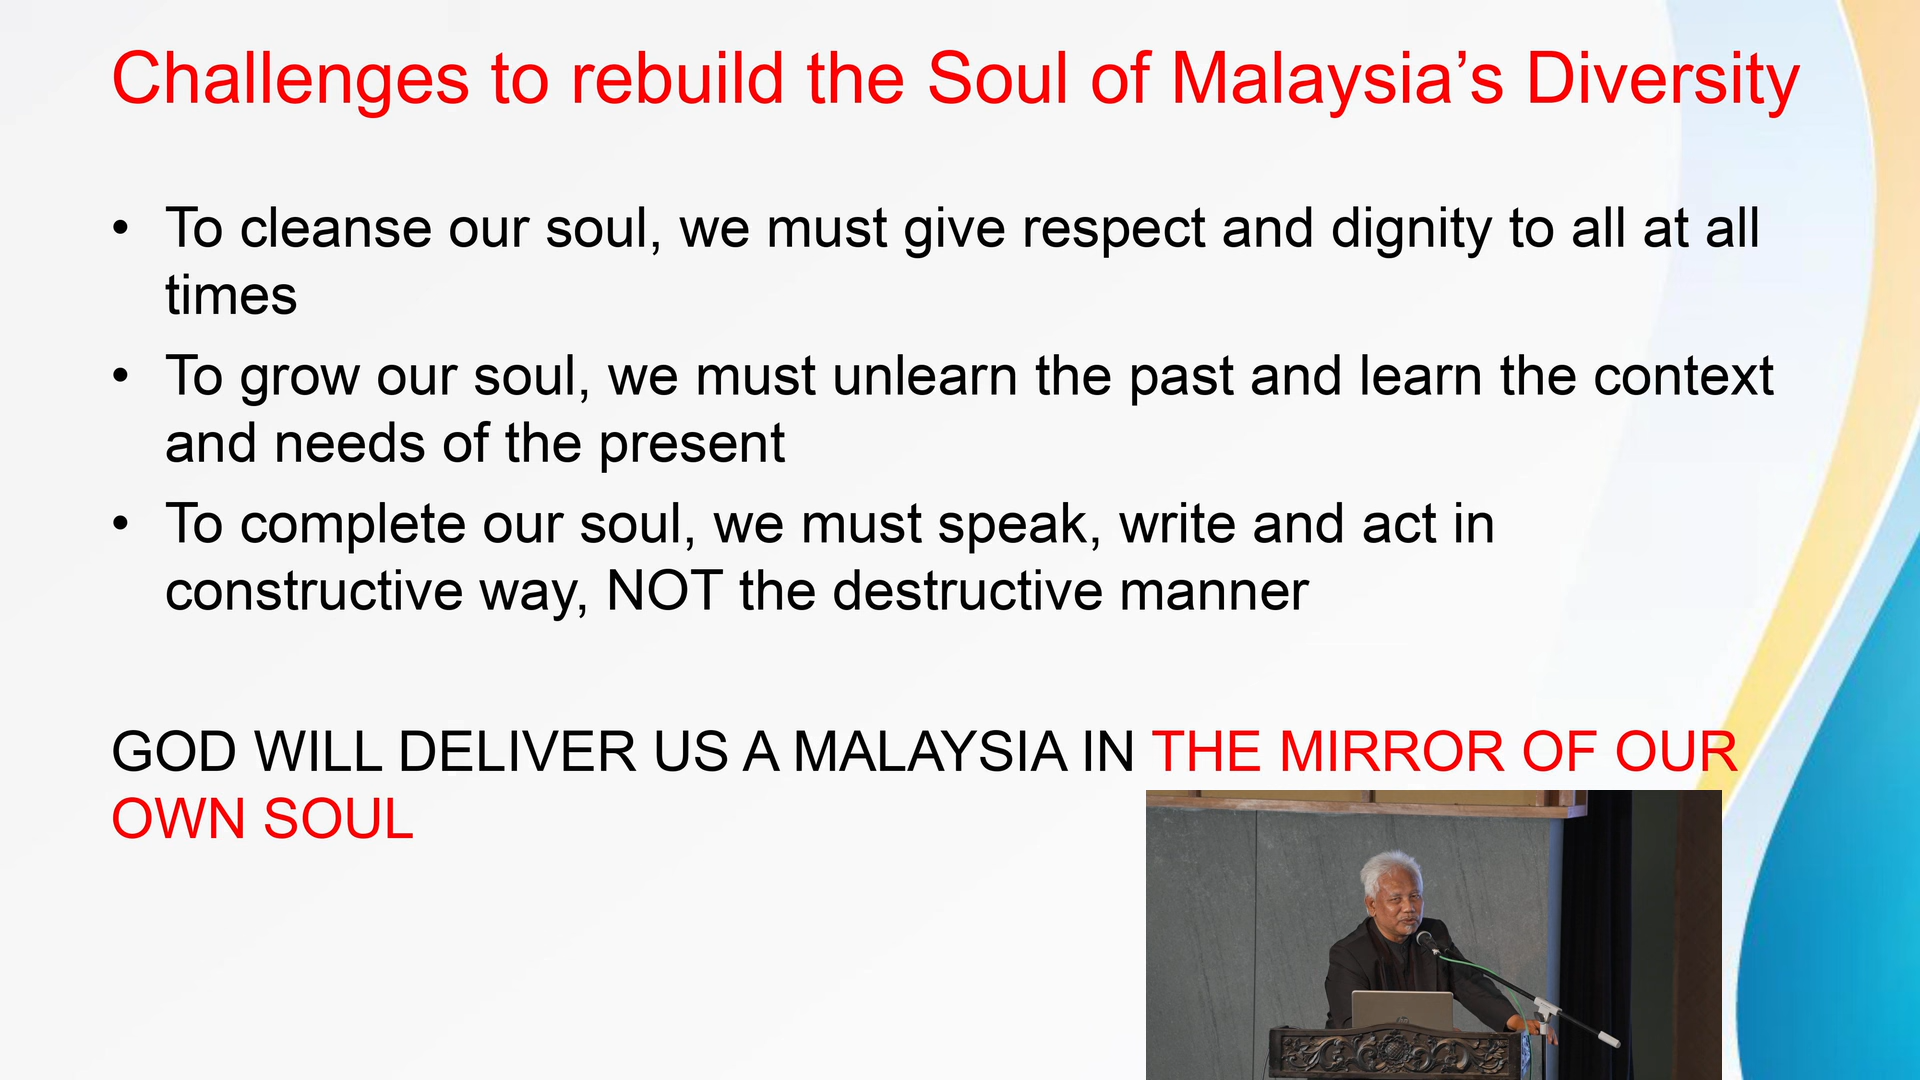 Challenges to rebuild the Soul of Malaysia’s Diversity
• To cleanse our soul, we must give respect and dignity to all at all
times
• To grow our soul, we must unlearn the past and learn the context
and needs of the present
• To complete our soul, we must speak, write and act in
constructive way, NOT the destructive manner
GOD WILL DELIVER US A MALAYSIA IN THE MIRROR OF OUR
OWN SOUL